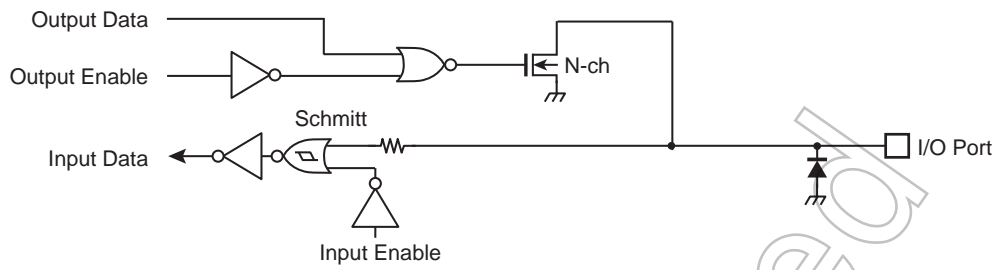 Output Data
Output Enable
N-ch
Schmitt
Input Data
I/O Port
Input Enable